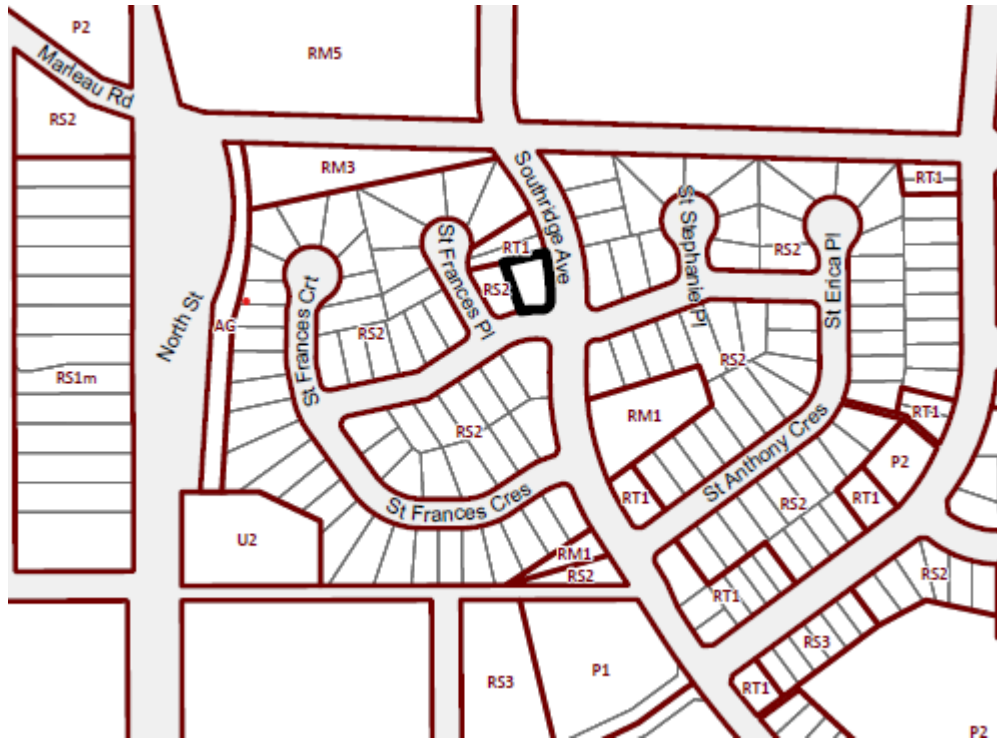 P2
Marleau Rd
RM5
RS2
RM3
Southridge Ave
RT1
St Stephanie Pl
St Frances Pl
RT1
RS2
St Erica Pl
RS2
St Frances Crt
North St
AG
RS2
RS2
RS1m
RM1
RT1
RS2
St Anthony Cres
P2
RT1
RT1
St Frances Cres
RS2
U2
RM1
RS2
RS2
RT1
RS3
RS3
P1
RT1
P2